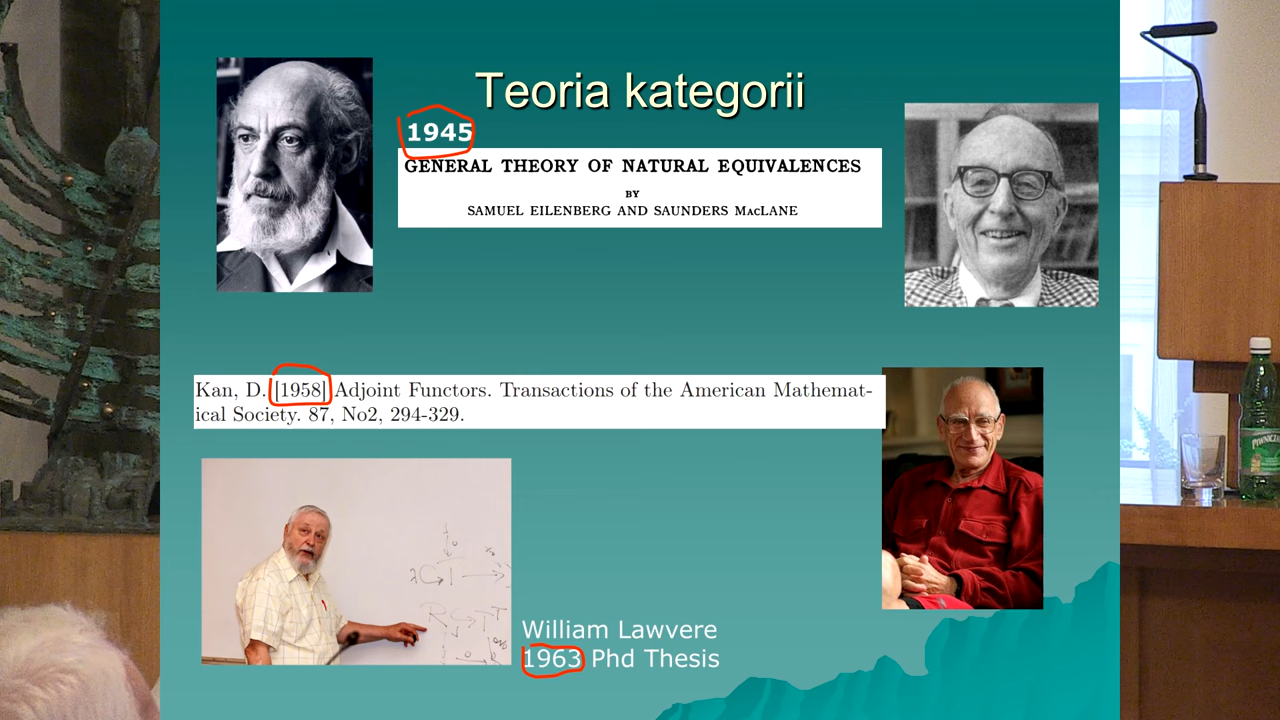 Teoria kategorii
1945
GENERAL THEORY OF NATURAL EQUIVALENCES
BY
SAMUEL EILENBERG AND SAUNDERS MacLANE
Kan, D. [1958] Adjoint Functors. Transactions of the American Mathemat-
ical Society. 87, No2, 294-329.
William Lawvere
1963 Phd Thesis